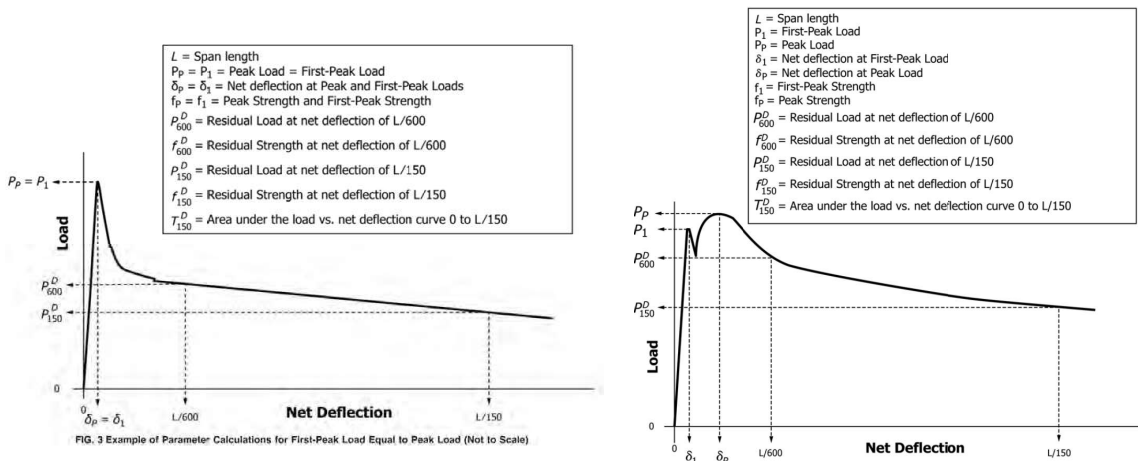 L = Span length
P_P = P_1 = Peak Load = First-Peak Load
δ_P = δ_1 = Net deflection at Peak and First-Peak Loads
f_P = f_1 = Peak Strength and First-Peak Strength
P^D_600 = Residual Load at net deflection of L/600
f^D_600 = Residual Strength at net deflection of L/600
P^D_150 = Residual Load at net deflection of L/150
f^D_150 = Residual Strength at net deflection of L/150
T^D_150 = Area under the load vs. net deflection curve 0 to L/150
P_P = P_1
Load
P^D_600
P^D_150
0
0
δ_P = δ_1
L/600
Net Deflection
L/150
FIG. 3 Example of Parameter Calculations for First-Peak Load Equal to Peak Load (Not to Scale)
L = Span length
P_1 = First-Peak Load
P_P = Peak Load
δ_1 = Net deflection at First-Peak Load
δ_P = Net deflection at Peak Load
f_1 = First-Peak Strength
f_P = Peak Strength
P^D_600 = Residual Load at net deflection of L/600
f^D_600 = Residual Strength at net deflection of L/600
P^D_150 = Residual Load at net deflection of L/150
f^D_150 = Residual Strength at net deflection of L/150
T^D_150 = Area under the load vs. net deflection curve 0 to L/150
P_P
P_1
P^D_600
P^D_150
Load
0
0
δ_1
δ_P
L/600
Net Deflection
L/150